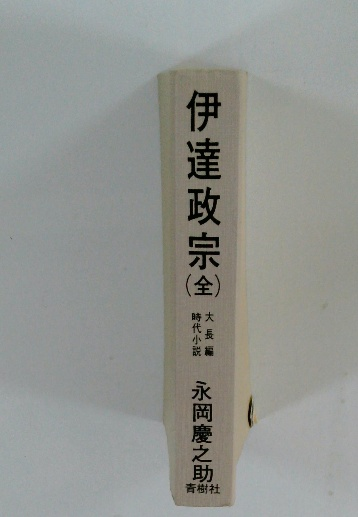 伊達政宗(全)
大長編
時代小説
永岡慶之助
青樹社